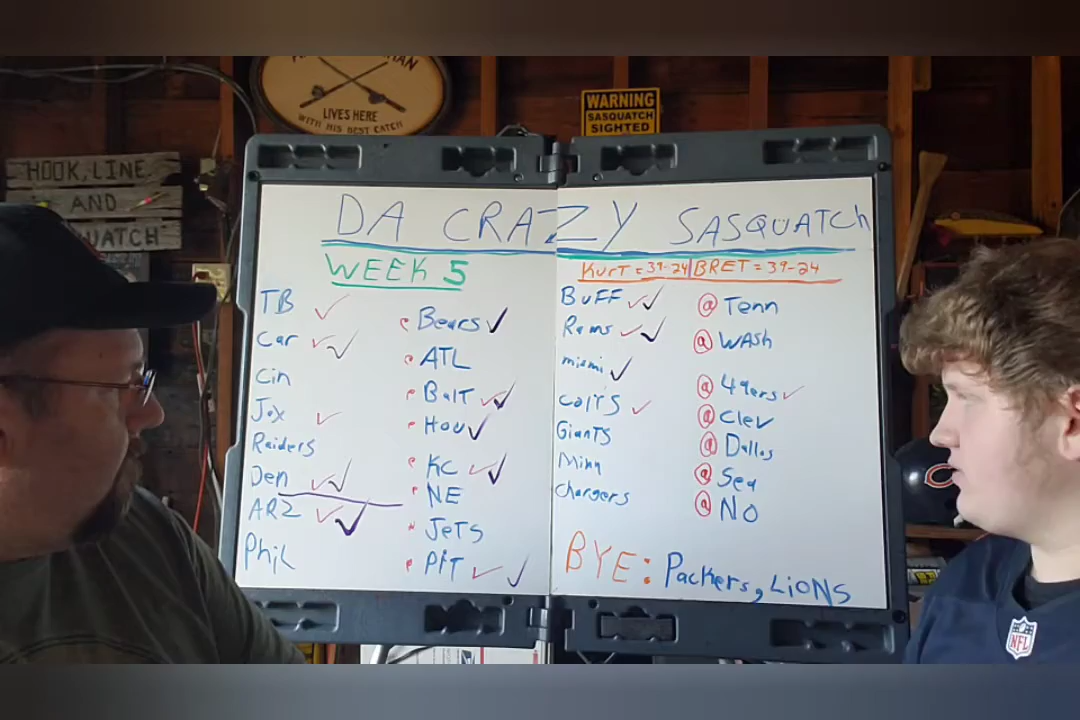 LIVES HERE
WITH HIS BEST CATCH
WARNING
SASQUATCH
SIGHTED
HOOK, LINE
AND
DA CRAZY SASQUATCH
WEEK 5
KURT = 39-24 | BRET = 39-24
TB ✓ @ Bears ✓
Car ✓✓ @ ATL
Cin @ BalT ✓✓
Jax ✓ @ HOU ✓
Raiders @ KC ✓✓
Den ✓✓ @ NE
ARZ ✓✓ @ JeTS
Phil @ PIT ✓✓
BUFF ✓✓ @ Tenn
Rams ✓✓ @ WAsh
miami ✓ @ 49ers ✓
colTS ✓ @ Clev
GianTS @ Dallas
Minn @ Sea
Chargers @ NO
BYE: Packers, LiONS
NFL